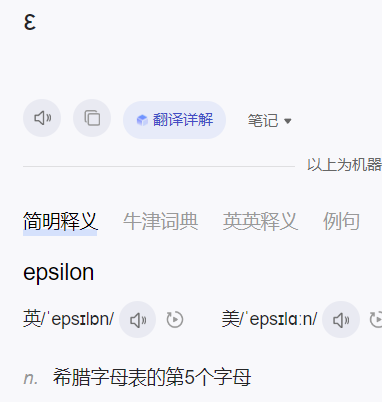 ε
翻译详解 笔记
以上为机器
简明释义 牛津词典 英英释义 例句
epsilon
英/ˈepsɪlɒn/ 美/ˈepsɪlɑːn/
n. 希腊字母表的第5个字母